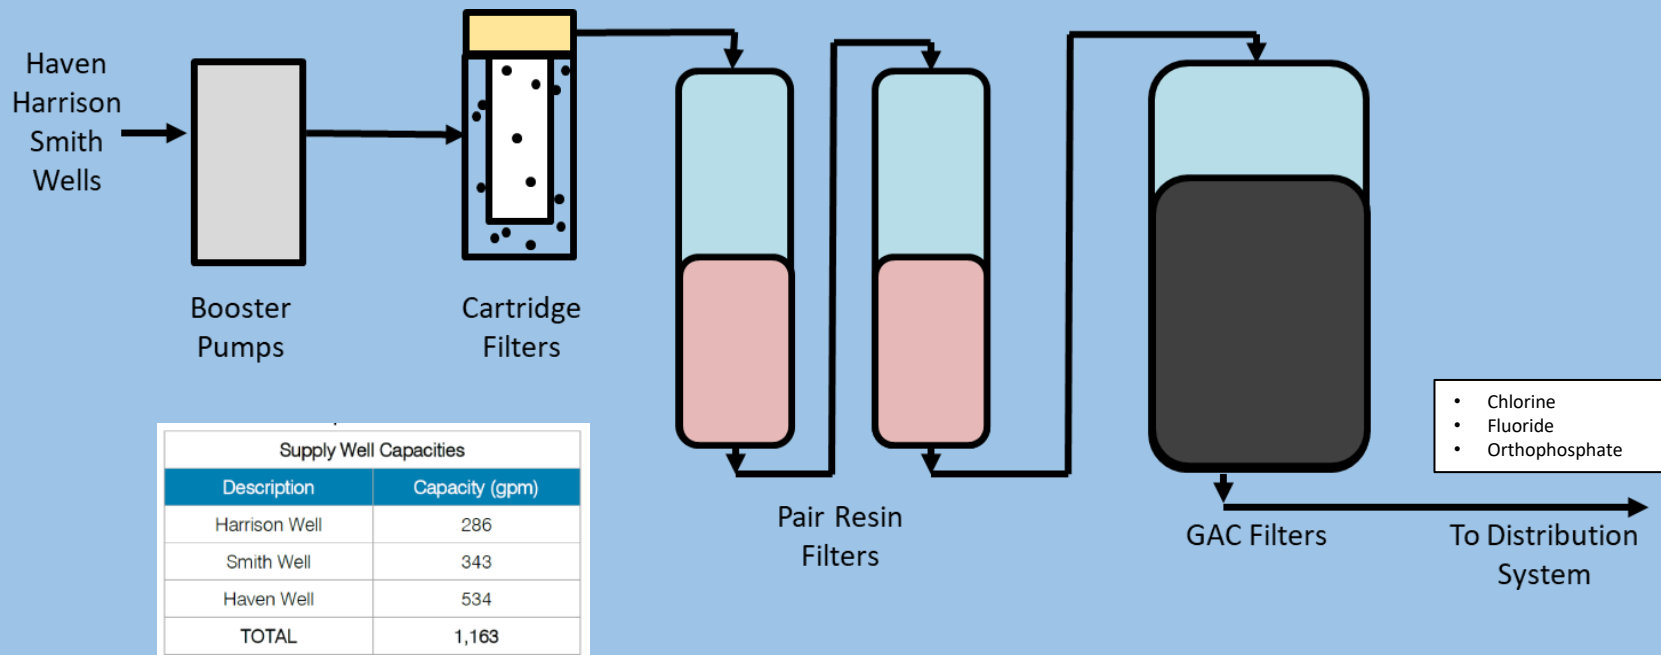 Haven
Harrison
Smith
Wells
Booster
Pumps
Cartridge
Filters
Pair Resin
Filters
GAC Filters
• Chlorine
• Fluoride
• Orthophosphate
To Distribution
System
Supply Well Capacities
Description Capacity (gpm)
Harrison Well 286
Smith Well 343
Haven Well 534
TOTAL 1,163